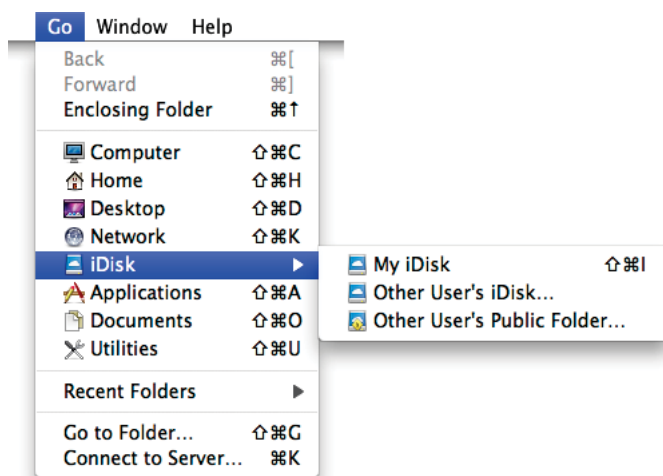 Go Window Help
Back ⌘[
Forward ⌘]
Enclosing Folder ⌘↑
Computer ⇧⌘C
Home ⇧⌘H
Desktop ⇧⌘D
Network ⇧⌘K
iDisk ▶
My iDisk ⇧⌘I
Other User's iDisk...
Other User's Public Folder...
Applications ⇧⌘A
Documents ⇧⌘O
Utilities ⇧⌘U
Recent Folders ▶
Go to Folder... ⇧⌘G
Connect to Server... ⌘K